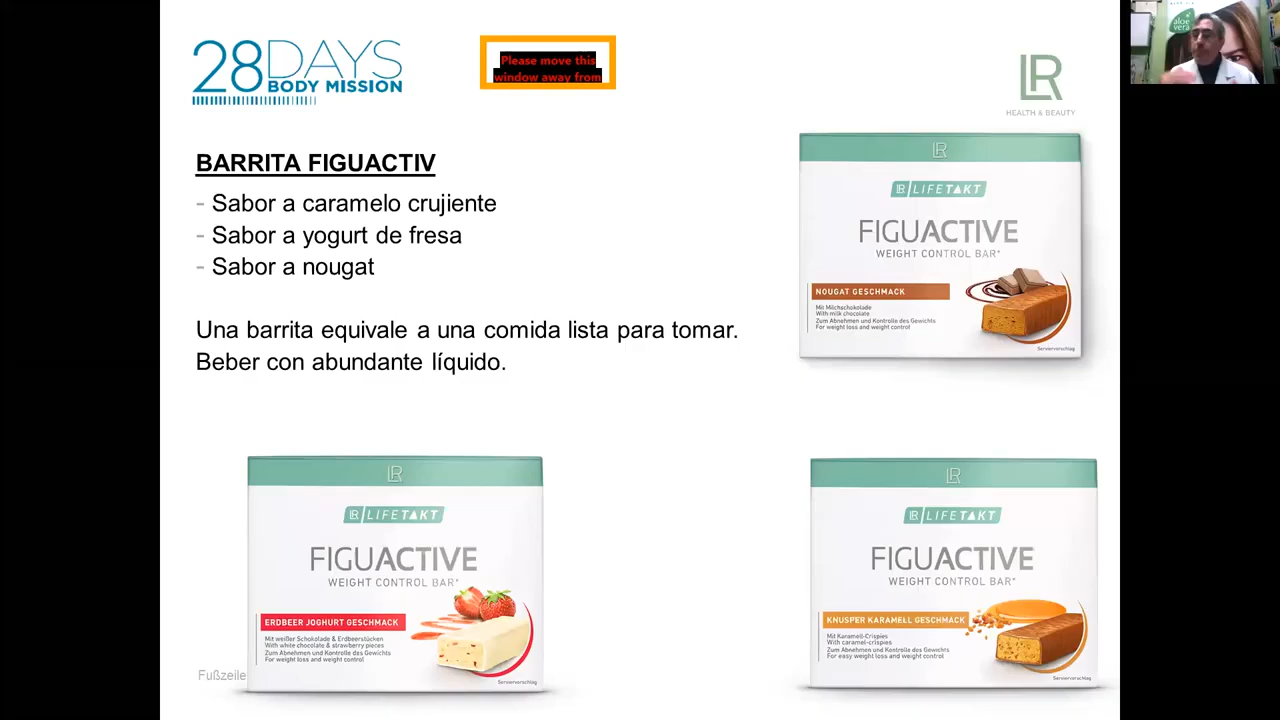 28DAYS
BODY MISSION
Please move this
window away from
LR
HEALTH & BEAUTY
aloe
vera
BARRITA FIGUACTIV
- Sabor a caramelo crujiente
- Sabor a yogurt de fresa
- Sabor a nougat
Una barrita equivale a una comida lista para tomar.
Beber con abundante líquido.
LR
LR LIFETAKT
FIGUACTIVE
WEIGHT CONTROL BAR*
NOUGAT GESCHMACK
Mit Milchschokolade
With milk chocolate
Zum Abnehmen und Kontrolle des Gewichts
For weight loss and weight control
Serviervorschlag
LR
LR LIFETAKT
FIGUACTIVE
WEIGHT CONTROL BAR*
ERDBEER JOGHURT GESCHMACK
Mit weißer Schokolade & Erdbeerstücken
With white chocolate & strawberry pieces
Zum Abnehmen und Kontrolle des Gewichts
For weight loss and weight control
Serviervorschlag
LR
LR LIFETAKT
FIGUACTIVE
WEIGHT CONTROL BAR*
KNUSPER KARAMELL GESCHMACK
Mit Karamell-Crispies
With caramel-crispies
Zum Abnehmen und Kontrolle des Gewichts
For easy weight loss and weight control
Serviervorschlag
Fußzeile